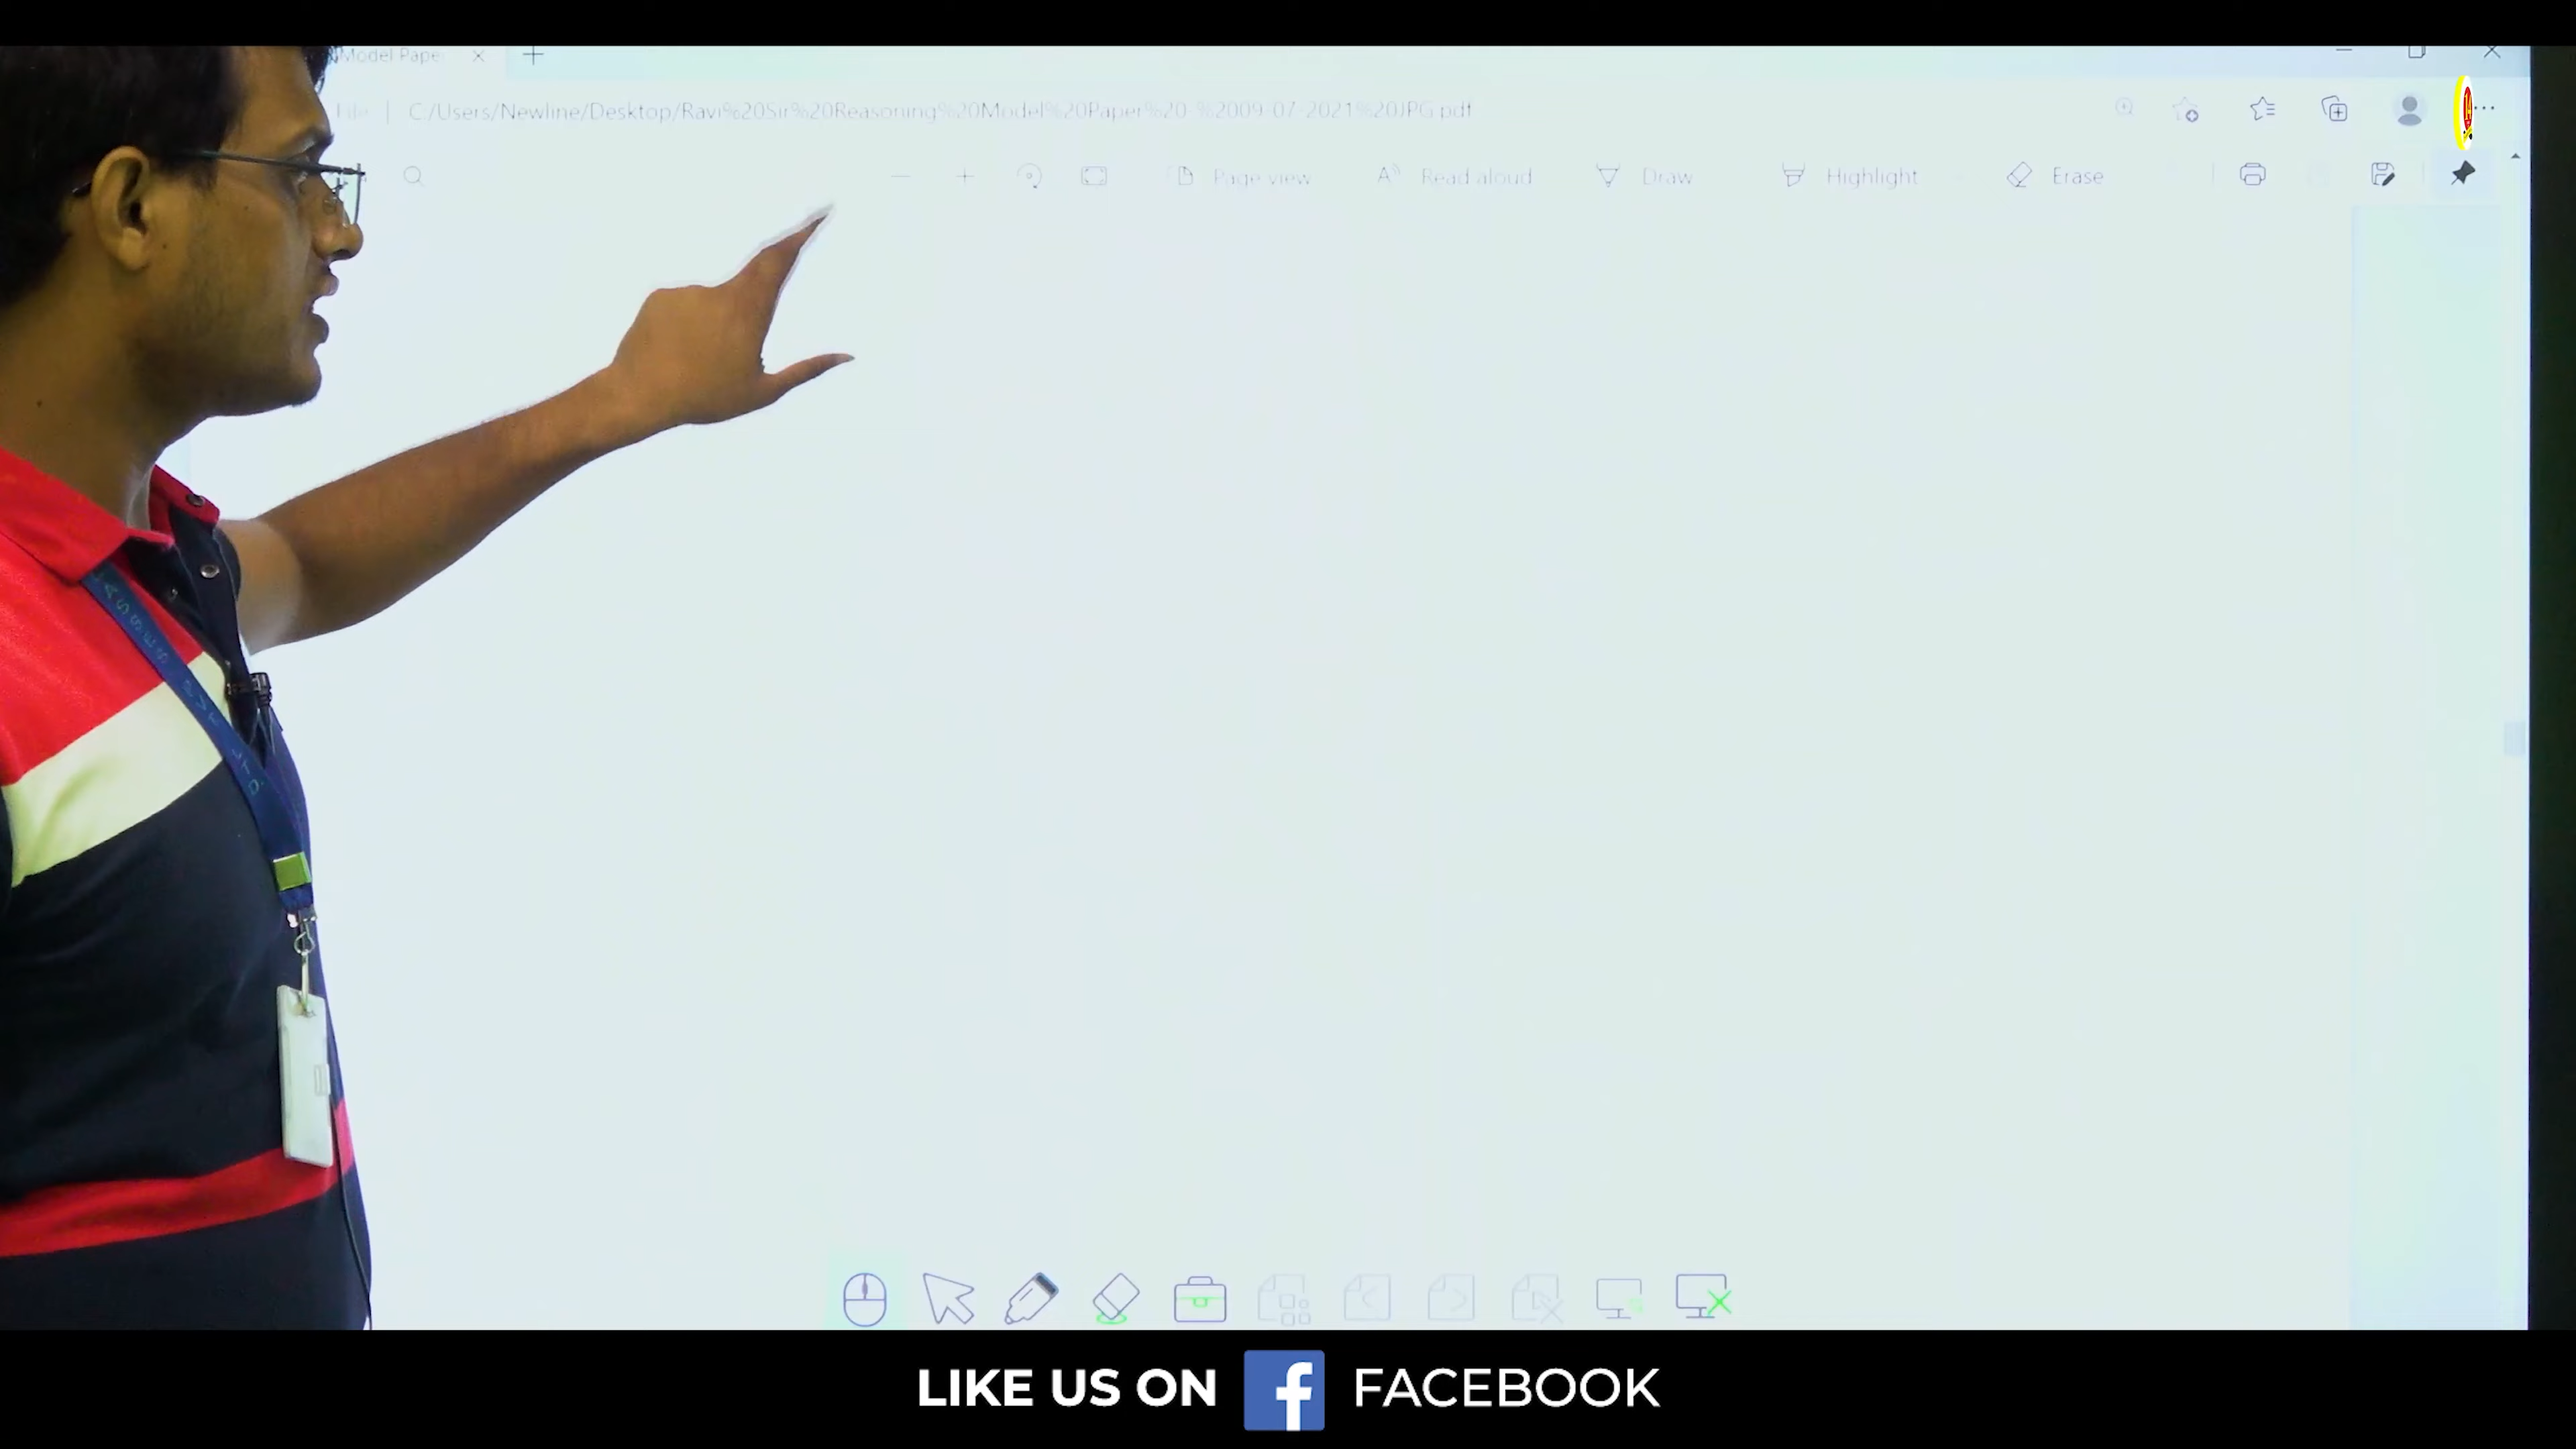 Model Pape
File | C:/Users/Newline/Desktop/Ravi%20Sir%20Reasoning%20Model%20Paper%20-%2009-07-2021%20JPG.pdf
Page view
Read aloud
Draw
Highlight
Erase
LIKE US ON f FACEBOOK